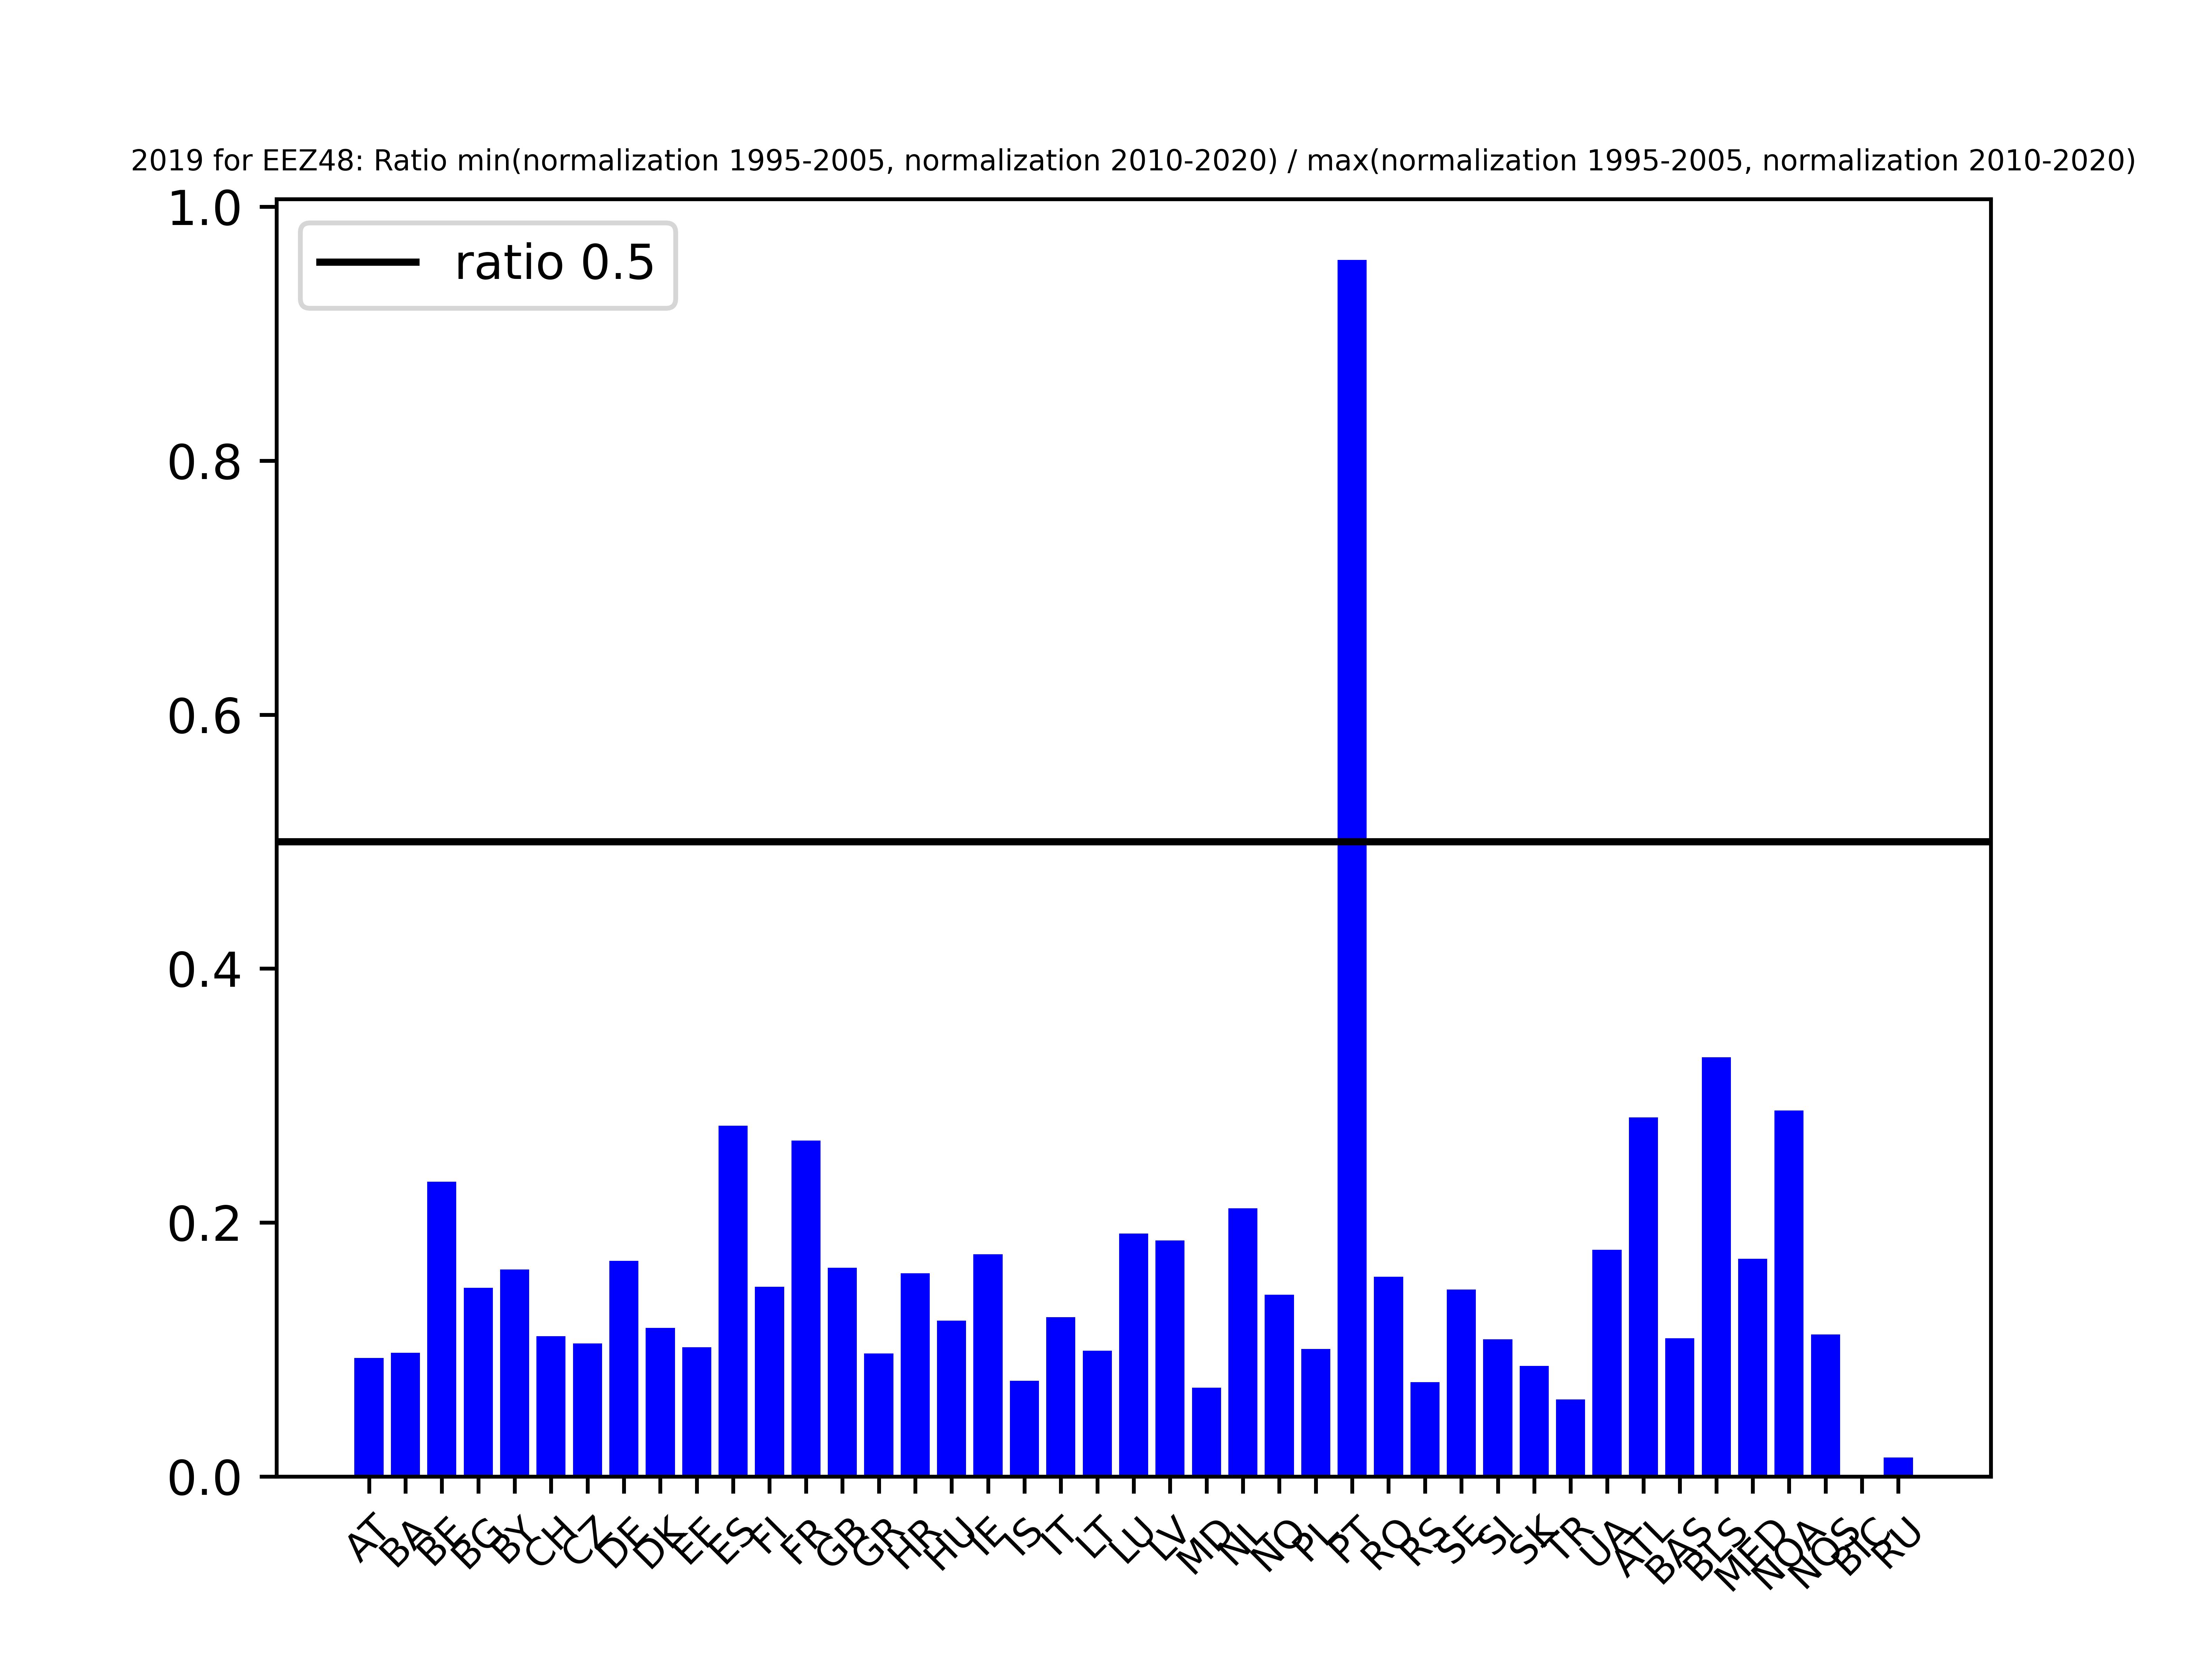 2019 for EEZ48: Ratio min(normalization 1995-2005, normalization 2010-2020) / max(normalization 1995-2005, normalization 2010-2020)
1.0
ratio 0.5
0.8
0.6
0.4
0.2
0.0
AT BA BE BG BY CH CZ DE DK EE ES FI FR GB GR HR HU IE IS IT LT LU LV MD NL NO PL PT RO RS SE SI SK TR UA ATL BAS BLS MED NOA NOS BIC RU